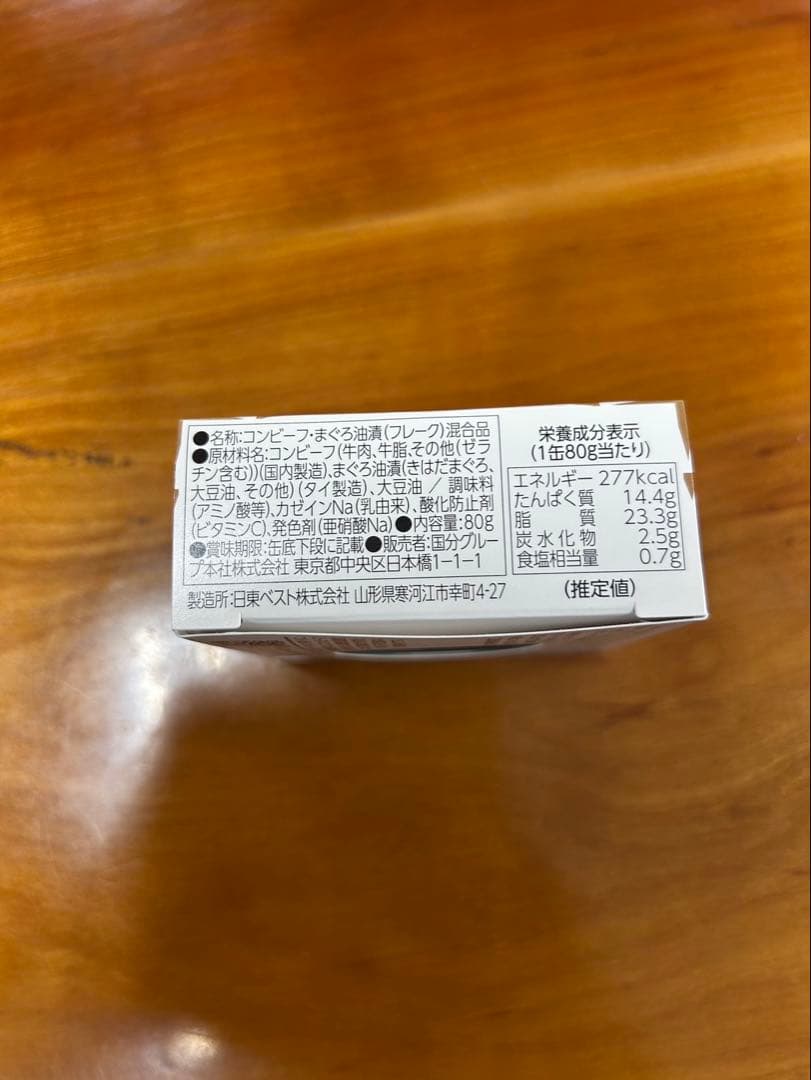 ●名称:コンビーフ・まぐろ油漬(フレーク)混合品
●原材料名:コンビーフ(牛肉、牛脂、その他(ゼラ
チン含む))(国内製造)、まぐろ油漬(きはだまぐろ、
大豆油、その他)(タイ製造)、大豆油 / 調味料
(アミノ酸等)、カゼインNa(乳由来)、酸化防止剤
(ビタミンC)、発色剤(亜硝酸Na)●内容量:80g
●賞味期限:缶底下段に記載●販売者:国分グルー
プ本社株式会社 東京都中央区日本橋1-1-1
製造所:日東ベスト株式会社 山形県寒河江市幸町4-27
栄養成分表示
(1缶80g当たり)
エネルギー 277kcal
たんぱく質 14.4g
脂質 23.3g
炭水化物 2.5g
食塩相当量 0.7g
(推定値)